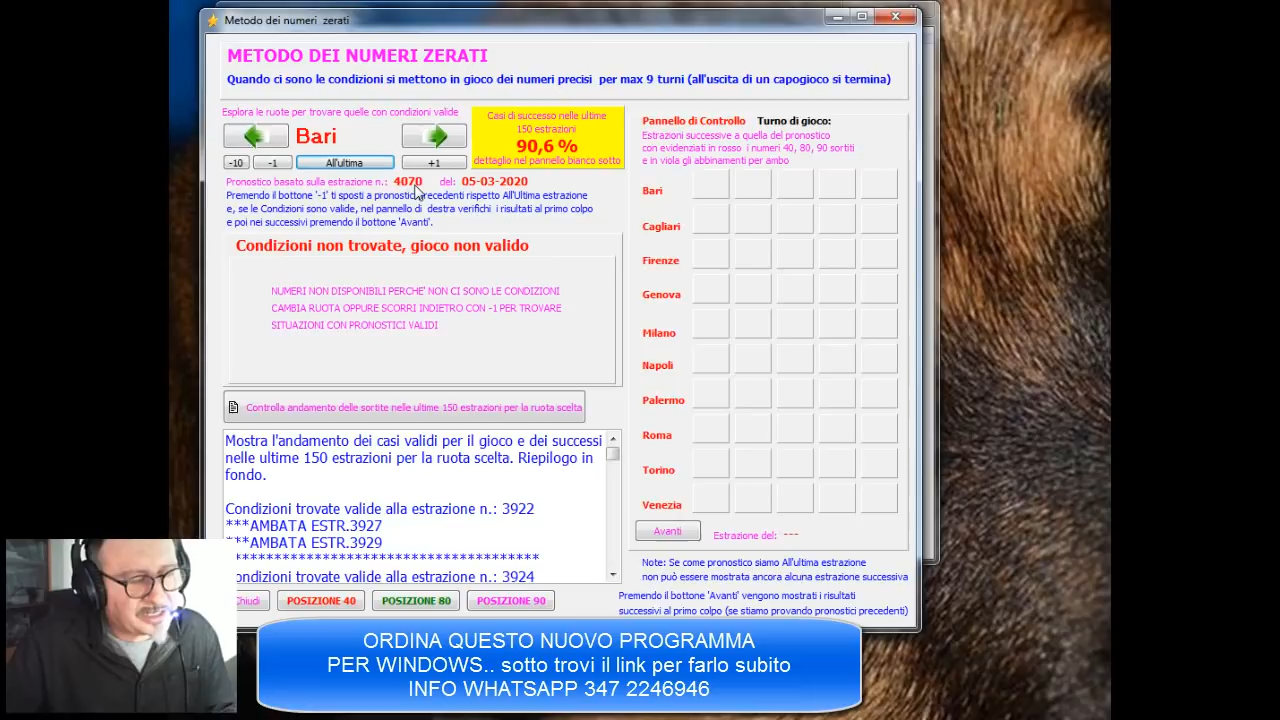 Metodo dei numeri zerati
METODO DEI NUMERI ZERATI
Quando ci sono le condizioni si mettono in gioco dei numeri precisi per max 9 turni (all'uscita di un capogioco si termina)
Esplora le ruote per trovare quelle con condizioni valide
Bari
-10
-1
All'ultima
+1
Casi di successo nelle ultime
150 estrazioni
90,6 %
dettaglio nel pannello bianco sotto
Pronostico basato sulla estrazione n.: 4070 del: 05-03-2020
Premendo il bottone '-1' ti sposti a pronostici precedenti rispetto All'Ultima estrazione
e, se le Condizioni sono valide, nel pannello di destra verifichi i risultati al primo colpo
e poi nei successivi premendo il bottone 'Avanti'.
Condizioni non trovate, gioco non valido
NUMERI NON DISPONIBILI PERCHE' NON CI SONO LE CONDIZIONI
CAMBIA RUOTA OPPURE SCORRI INDIETRO CON -1 PER TROVARE
SITUAZIONI CON PRONOSTICI VALIDI
Controlla andamento delle sortite nelle ultime 150 estrazioni per la ruota scelta
Mostra l'andamento dei casi validi per il gioco e dei successi
nelle ultime 150 estrazioni per la ruota scelta. Riepilogo in
fondo.
Condizioni trovate valide alla estrazione n.: 3922
***AMBATA ESTR.3927
***AMBATA ESTR.3929
**************************************
Condizioni trovate valide alla estrazione n.: 3924
Chiudi
POSIZIONE 40
POSIZIONE 80
POSIZIONE 90
Pannello di Controllo Turno di gioco:
Estrazioni successive a quella del pronostico
con evidenziati in rosso i numeri 40, 80, 90 sortiti
e in viola gli abbinamenti per ambo
Bari
Cagliari
Firenze
Genova
Milano
Napoli
Palermo
Roma
Torino
Venezia
Avanti
Estrazione del: ---
Note: Se come pronostico siamo All'ultima estrazione
non può essere mostrata ancora alcuna estrazione successiva
Premendo il bottone 'Avanti' vengono mostrati i risultati
successivi al primo colpo (se stiamo provando pronostici precedenti)
ORDINA QUESTO NUOVO PROGRAMMA
PER WINDOWS.. sotto trovi il link per farlo subito
INFO WHATSAPP 347 2246946